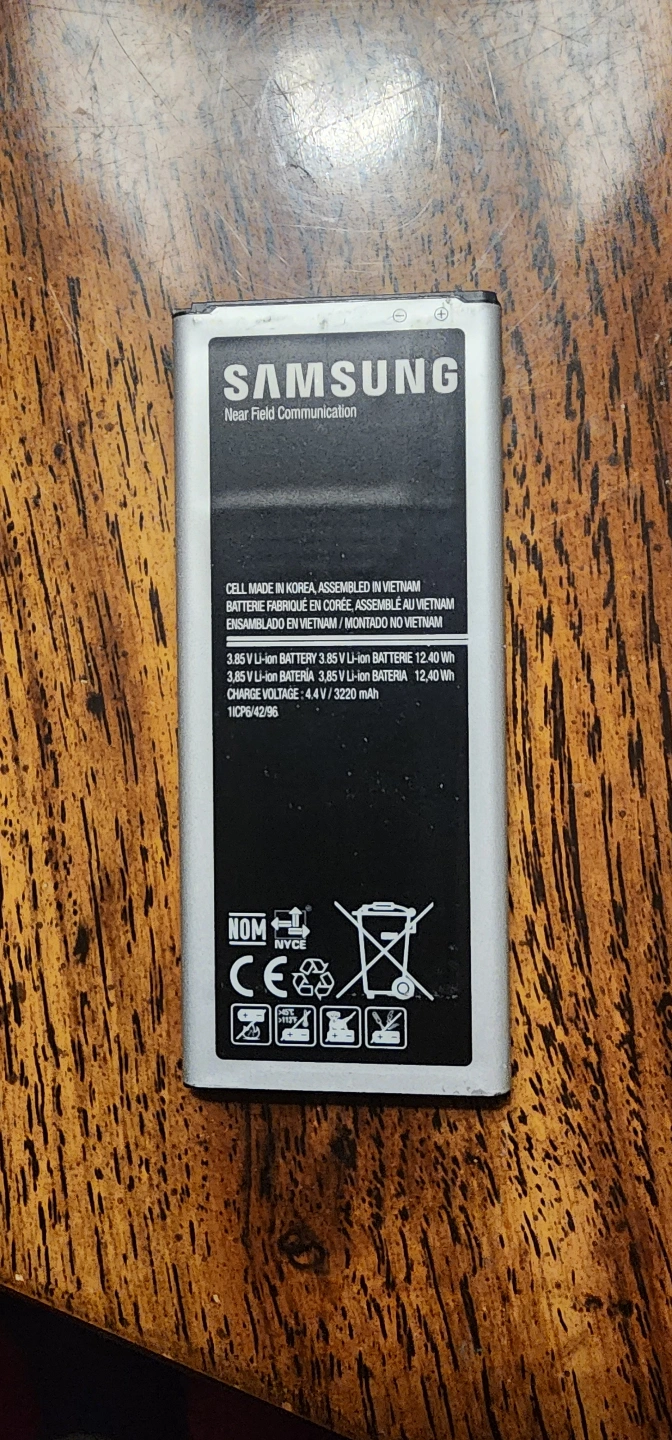 SAMSUNG
Near Field Communication
CELL MADE IN KOREA, ASSEMBLED IN VIETNAM
BATTERIE FABRIQUÉ EN CORÉE, ASSEMBLÉ AU VIETNAM
ENSAMBLADO EN VIETNAM / MONTADO NO VIETNAM
3.85 V Li-ion BATTERY 3.85 V Li-ion BATTERIE 12.40 Wh
3,85 V Li-ion BATERÍA 3,85 V Li-ion BATERIA 12,40 Wh
CHARGE VOLTAGE : 4.4 V / 3220 mAh
1ICP6/42/96
NOM NYCE
CE
>45°C
>113°F